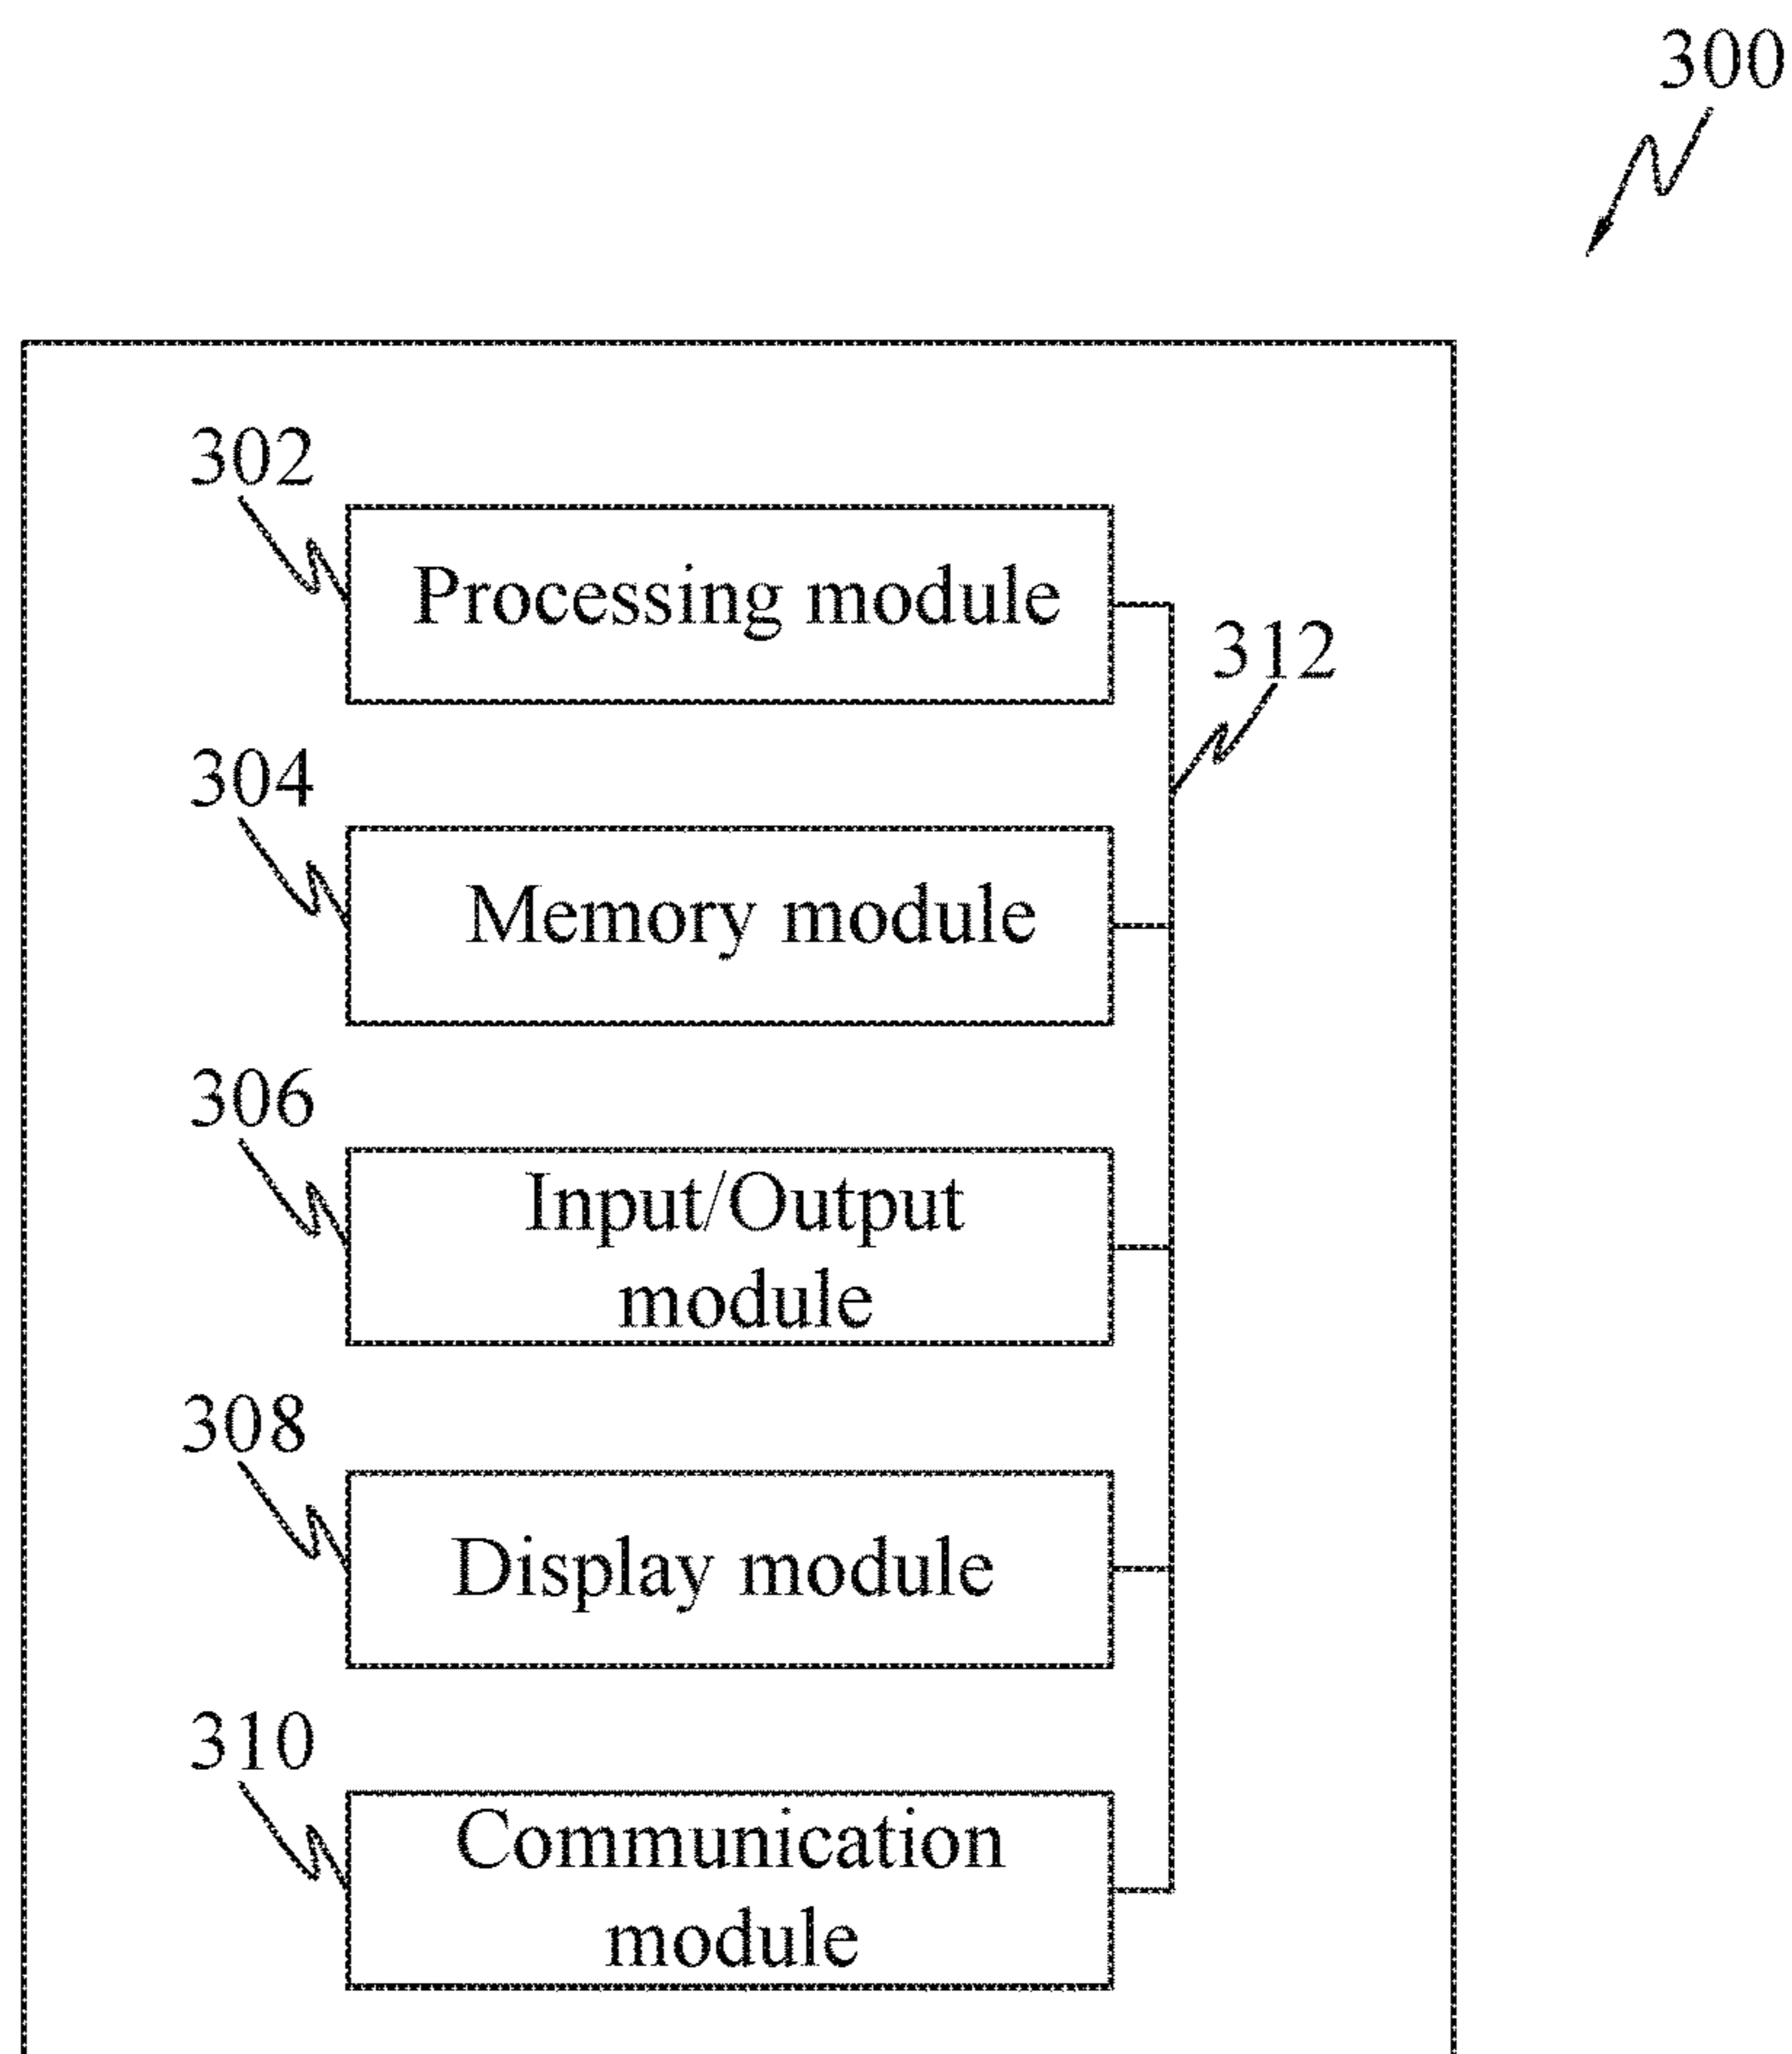 300
302
Processing module
312
304
Memory module
306
Input/Output
module
308
Display module
310
Communication
module